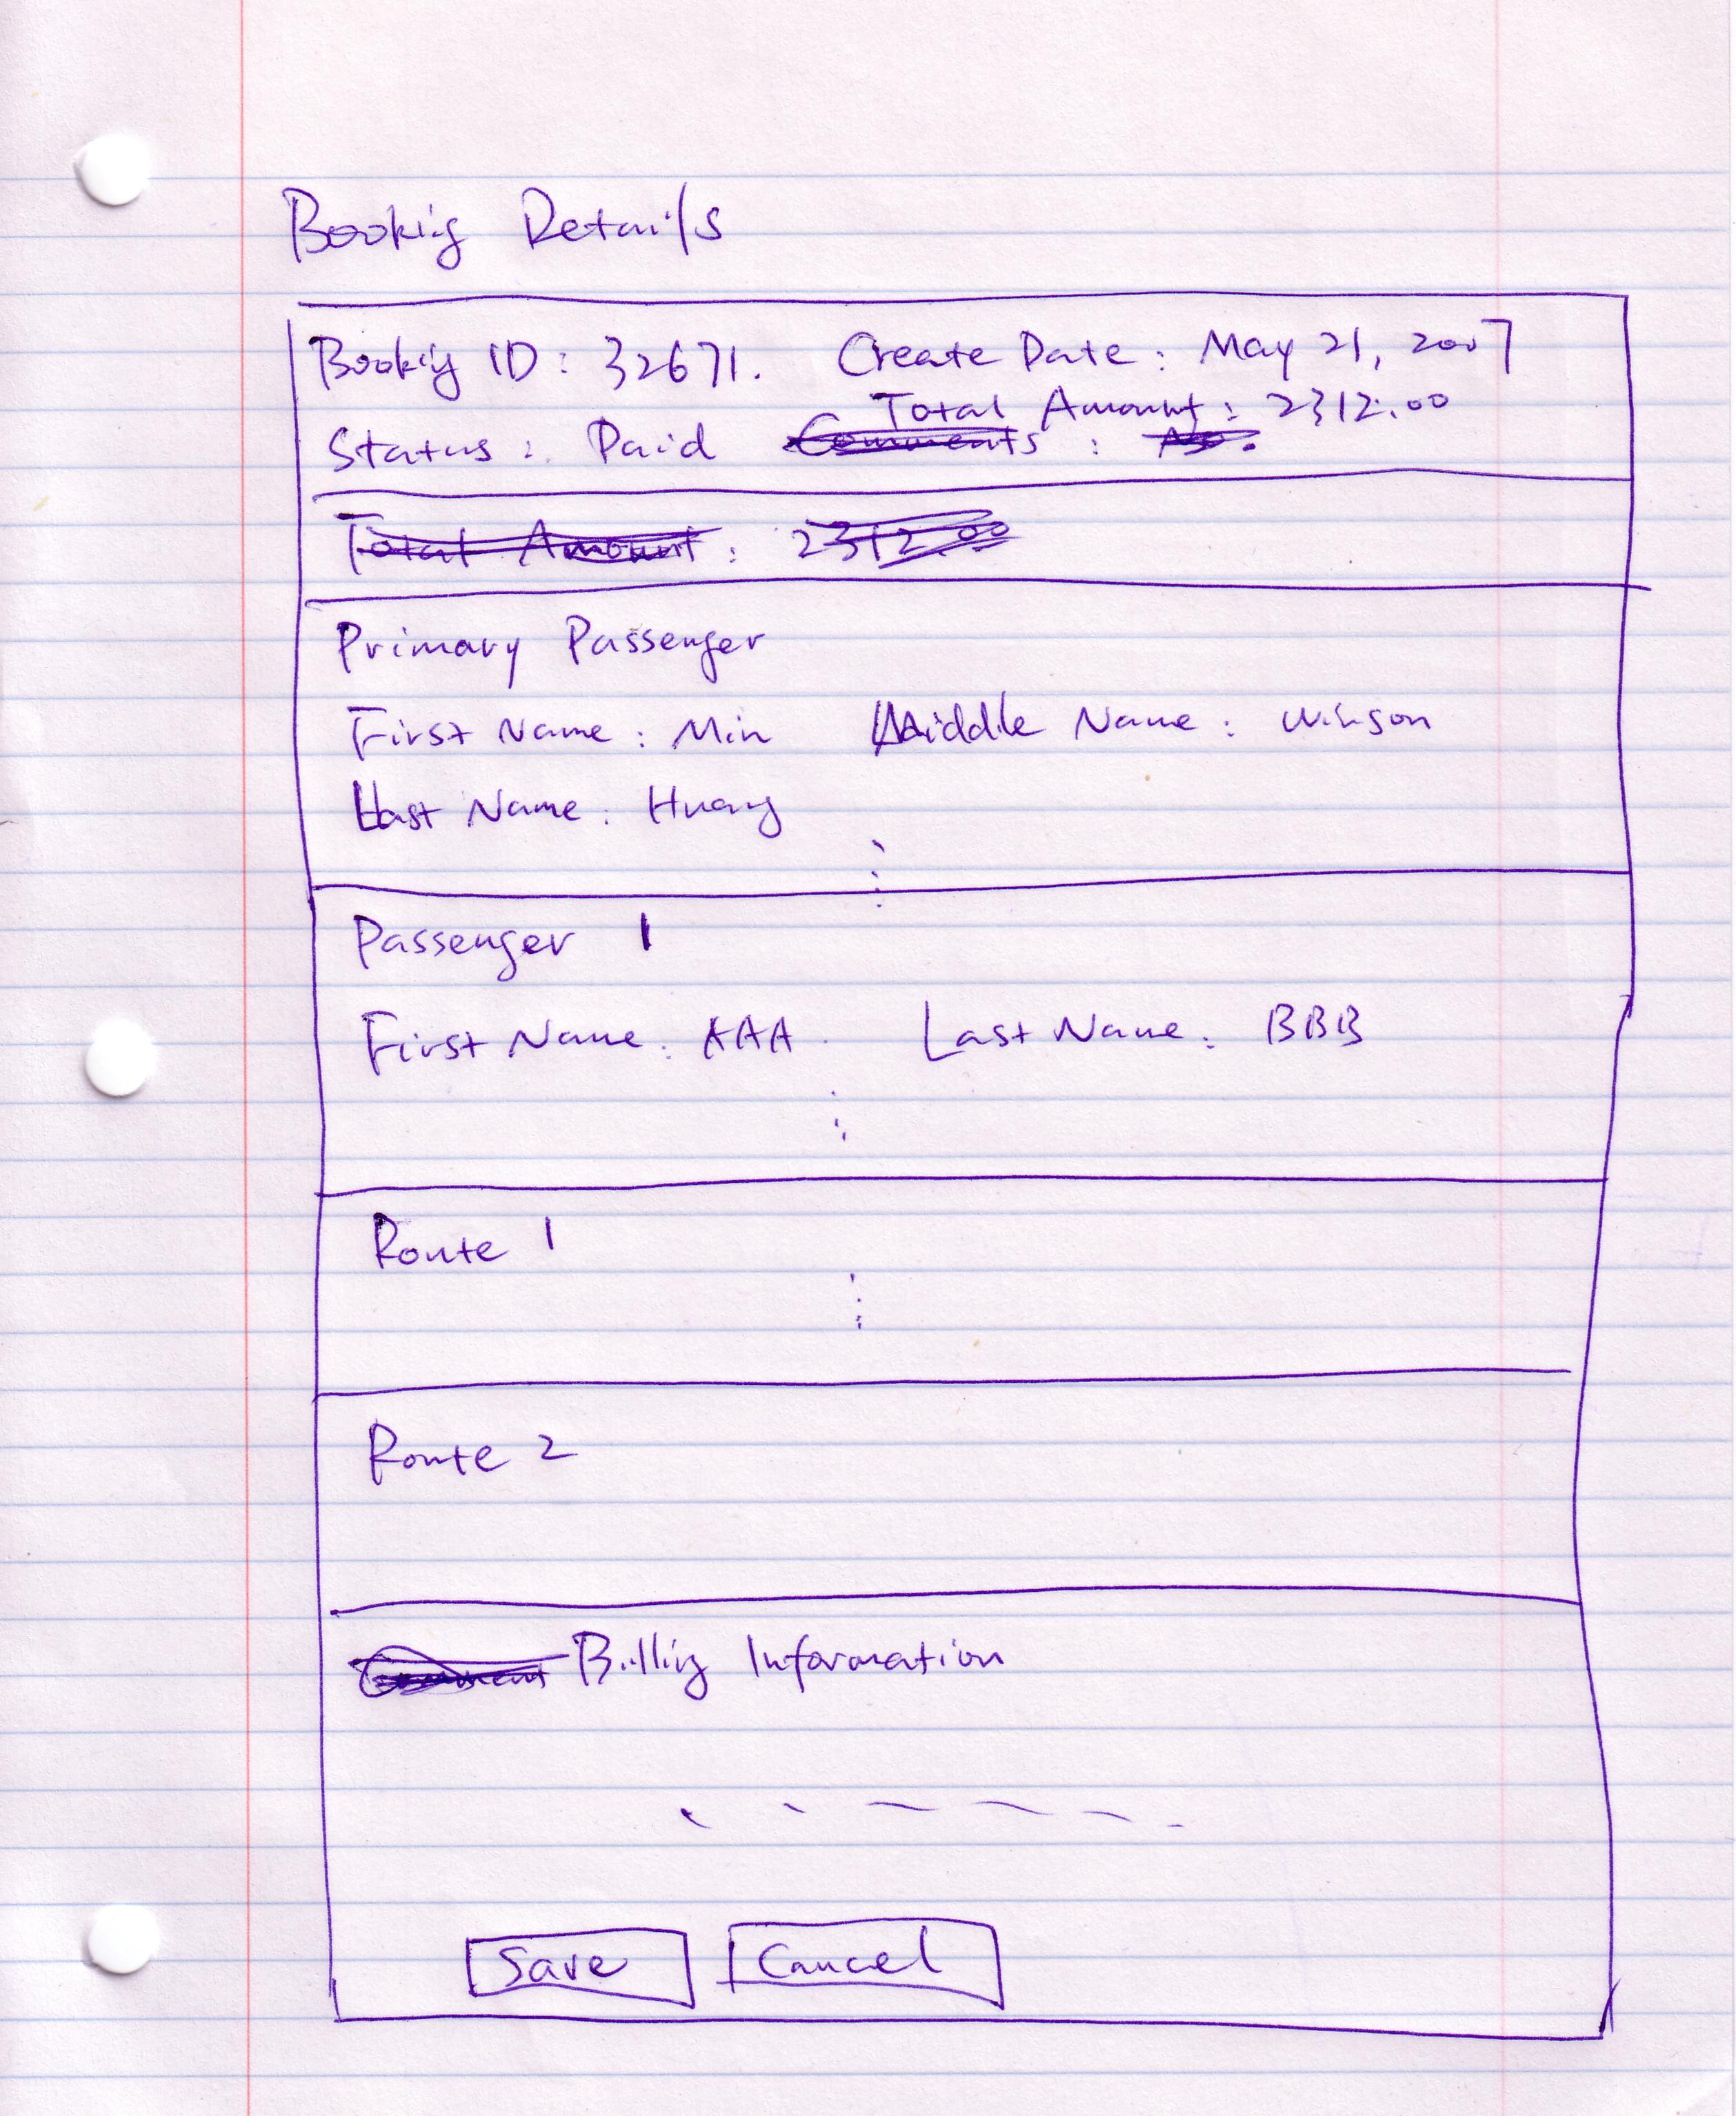 Booking Details
Booking ID: 32671. Create Date: May 21, 2007
Total Amount: 2312.00
Status: Paid Comments :
Total Amount: 2312.00
Primary Passenger
First Name: Min Middle Name: Winson
Last Name: Huang
Passenger 1
First Name: AAA Last Name: BBB
Route 1
Route 2
Comment Billing Information
Save Cancel